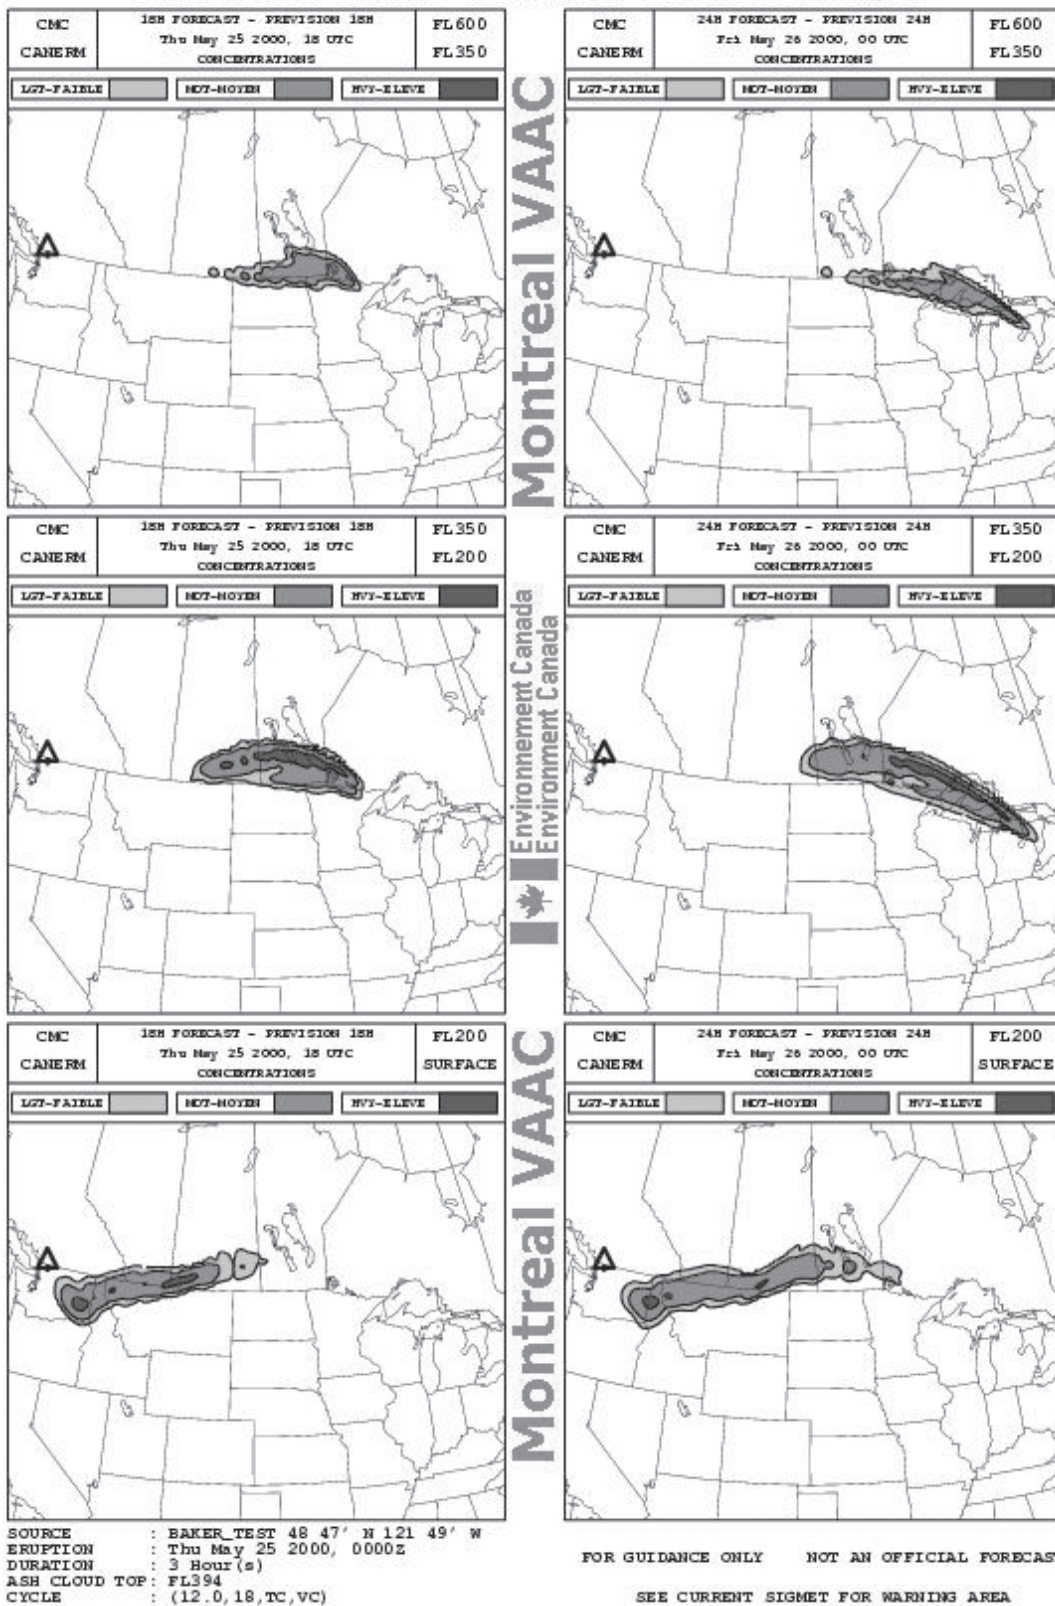 CMC
CANERM
18H FORECAST - PREVISION 18H
Thu May 25 2000, 18 UTC
CONCENTRATIONS
FL600
FL350
LGT-FAIBLE
MDT-MOYEN
HVY-ELEVE
CMC
CANERM
24H FORECAST - PREVISION 24H
Fri May 26 2000, 00 UTC
CONCENTRATIONS
FL600
FL350
LGT-FAIBLE
MDT-MOYEN
HVY-ELEVE
Montreal VAAC
CMC
CANERM
18H FORECAST - PREVISION 18H
Thu May 25 2000, 18 UTC
CONCENTRATIONS
FL350
FL200
LGT-FAIBLE
MDT-MOYEN
HVY-ELEVE
CMC
CANERM
24H FORECAST - PREVISION 24H
Fri May 26 2000, 00 UTC
CONCENTRATIONS
FL350
FL200
LGT-FAIBLE
MDT-MOYEN
HVY-ELEVE
Environnement Canada
Environment Canada
CMC
CANERM
18H FORECAST - PREVISION 18H
Thu May 25 2000, 18 UTC
CONCENTRATIONS
FL200
SURFACE
LGT-FAIBLE
MDT-MOYEN
HVY-ELEVE
CMC
CANERM
24H FORECAST - PREVISION 24H
Fri May 26 2000, 00 UTC
CONCENTRATIONS
FL200
SURFACE
LGT-FAIBLE
MDT-MOYEN
HVY-ELEVE
Montreal VAAC
SOURCE : BAKER_TEST 48 47' N 121 49' W
ERUPTION : Thu May 25 2000, 0000Z
DURATION : 3 Hour(s)
ASH CLOUD TOP: FL394
CYCLE : (12.0,18,TC,VC)
FOR GUIDANCE ONLY NOT AN OFFICIAL FORECAS
SEE CURRENT SIGMET FOR WARNING AREA